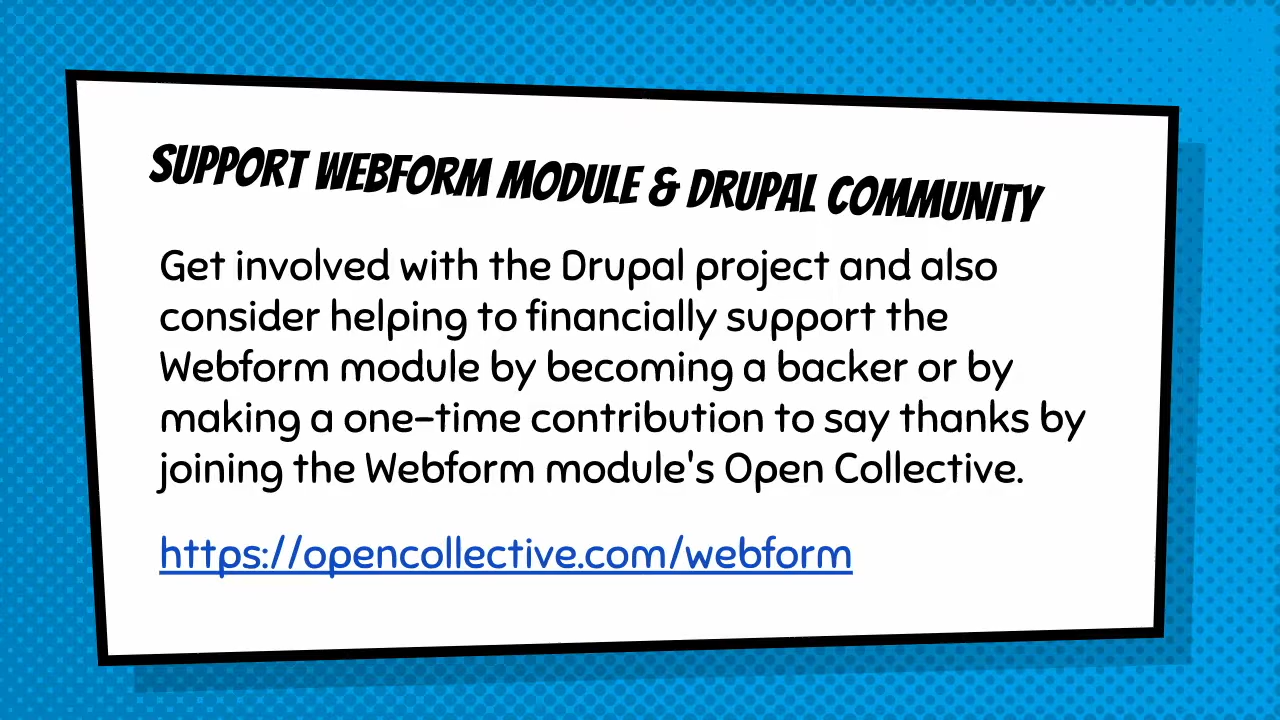 SUPPORT WEBFORM MODULE & DRUPAL COMMUNITY
Get involved with the Drupal project and also
consider helping to financially support the
Webform module by becoming a backer or by
making a one-time contribution to say thanks by
joining the Webform module's Open Collective.
https://opencollective.com/webform